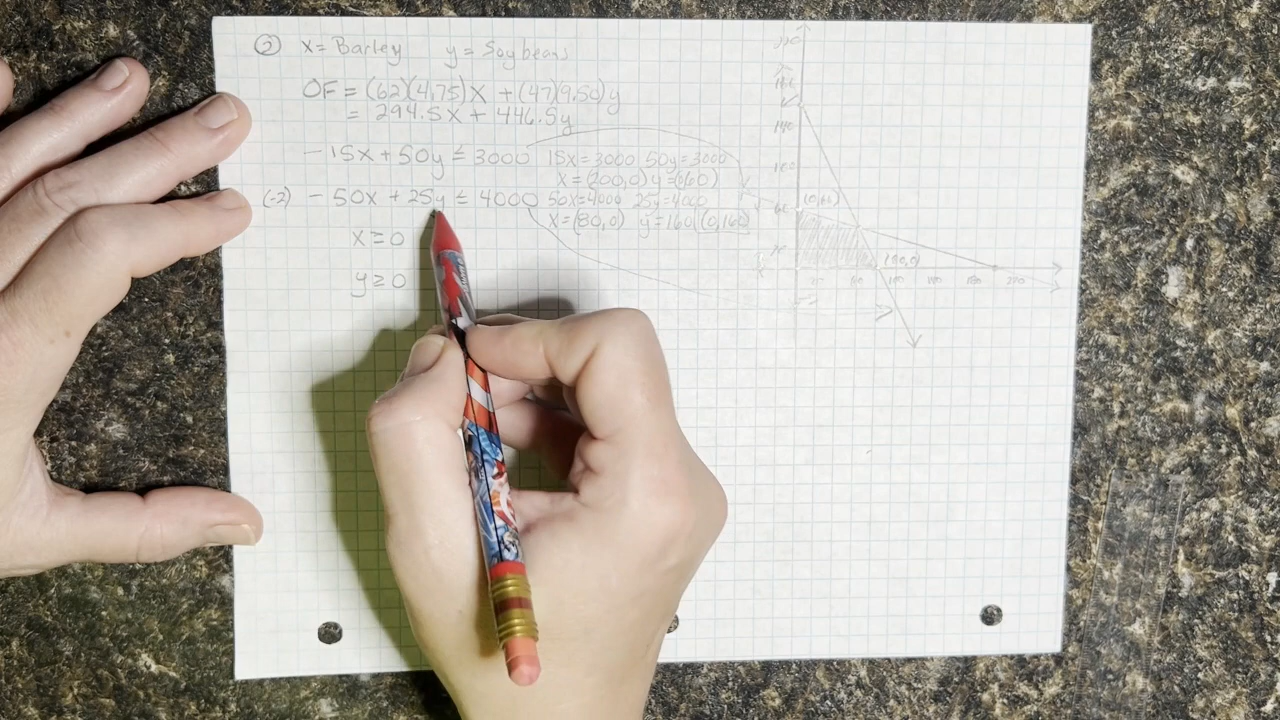 ② x = Barley y = Soybeans
OF = (62)(4.75)x + (47)(9.50)y
= 294.5x + 446.5y
-15x + 50y ≤ 3000 15x=3000 50y=3000
x=(200,0) y=(0,60)
(-2) -50x + 25y ≤ 4000 50x=4000 25y=4000
x=(80,0) y=160 (0,160)
x ≥ 0
y ≥ 0
(80,0)